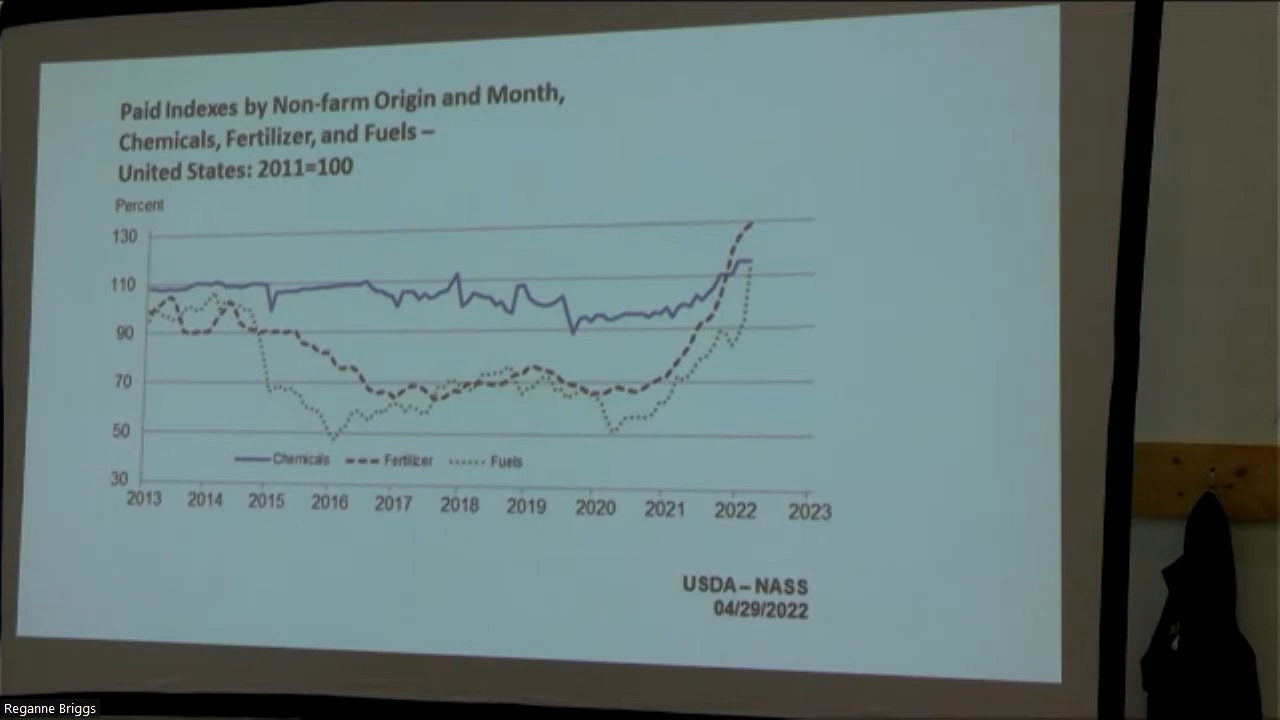 Paid Indexes by Non-farm Origin and Month,
Chemicals, Fertilizer, and Fuels –
United States: 2011=100
Percent
130
110
90
70
50
30
Chemicals Fertilizer Fuels
2013 2014 2015 2016 2017 2018 2019 2020 2021 2022 2023
USDA – NASS
04/29/2022
Reganne Briggs